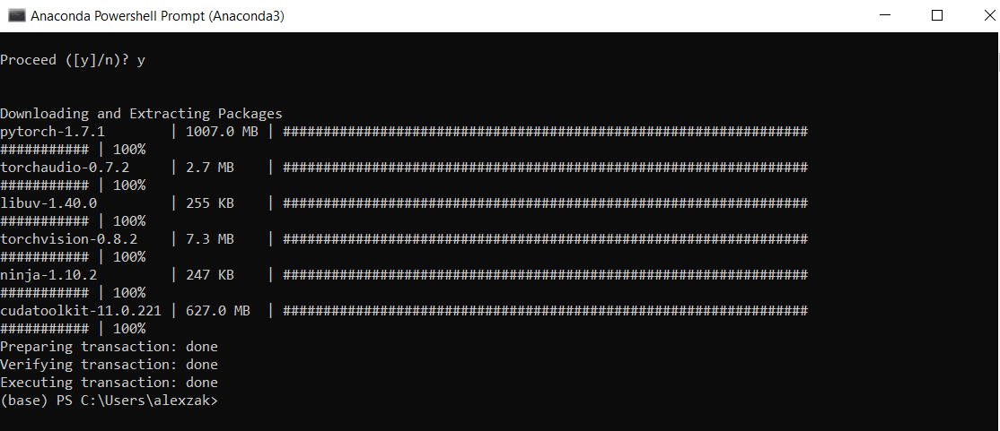 Anaconda Powershell Prompt (Anaconda3)
Proceed ([y]/n)? y
Downloading and Extracting Packages
pytorch-1.7.1        | 1007.0 MB | #################################################################
########### | 100%
torchaudio-0.7.2     | 2.7 MB    | #################################################################
########### | 100%
libuv-1.40.0         | 255 KB    | #################################################################
########### | 100%
torchvision-0.8.2    | 7.3 MB    | #################################################################
########### | 100%
ninja-1.10.2         | 247 KB    | #################################################################
########### | 100%
cudatoolkit-11.0.221 | 627.0 MB  | #################################################################
########### | 100%
Preparing transaction: done
Verifying transaction: done
Executing transaction: done
(base) PS C:\Users\alexzak>